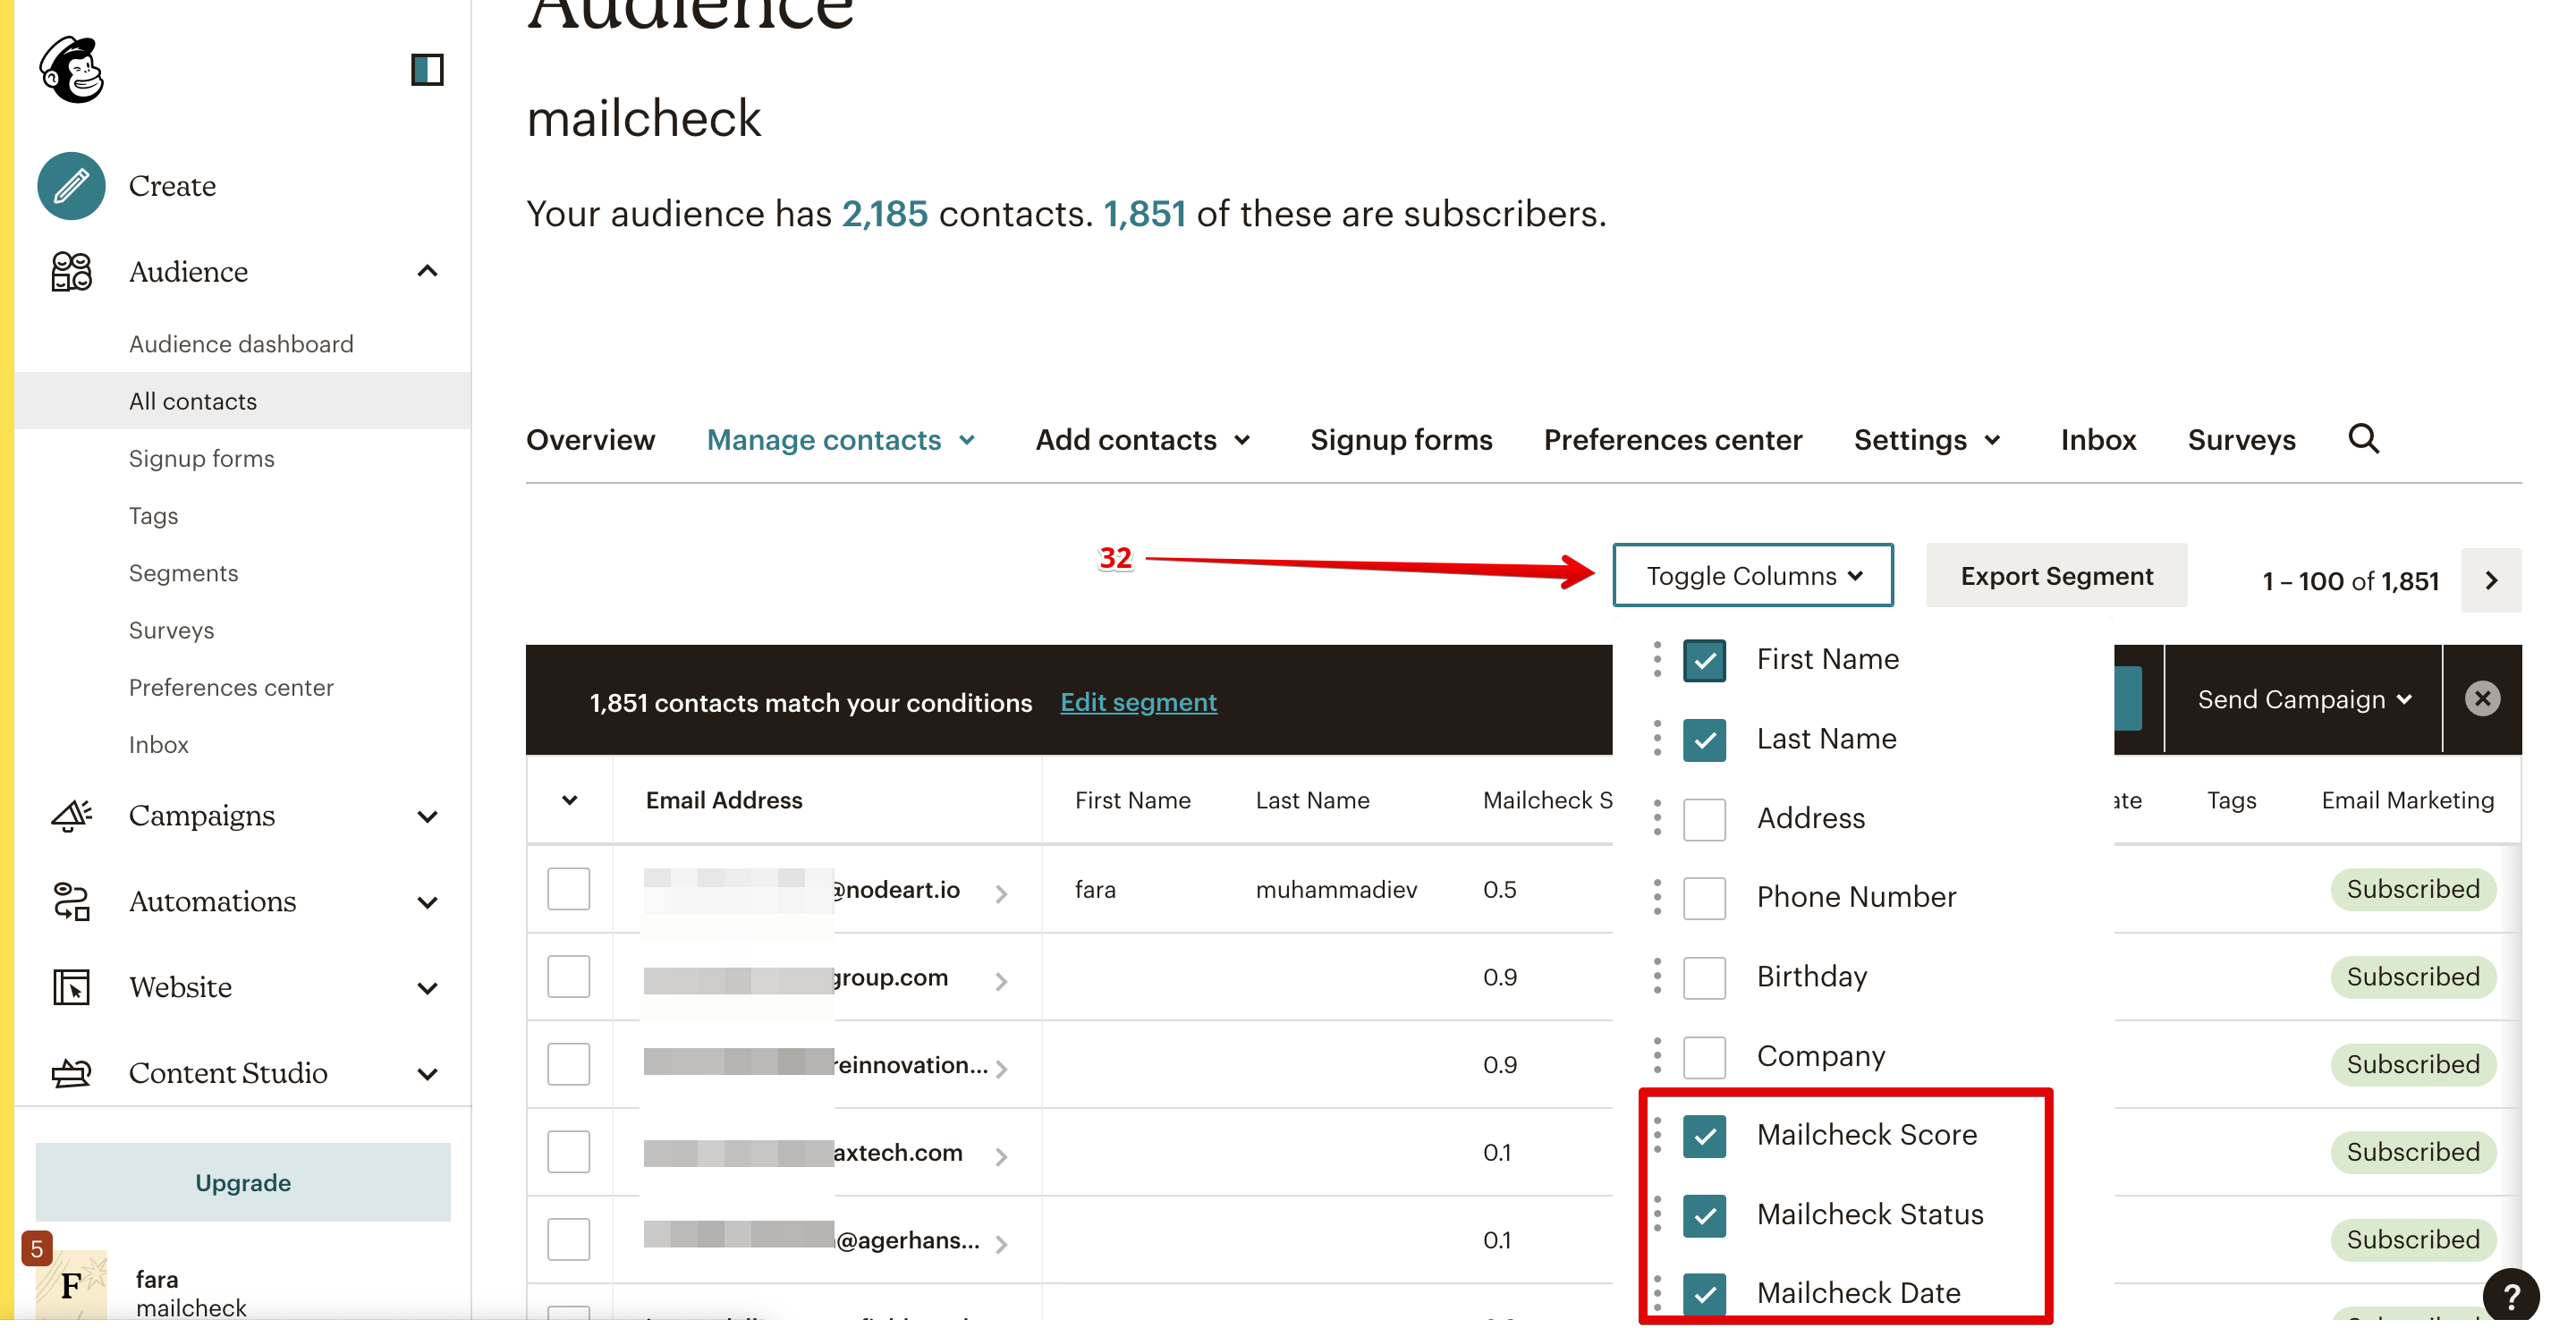 Audience
mailcheck
Your audience has 2,185 contacts. 1,851 of these are subscribers.
Create
Audience
Audience dashboard
All contacts
Signup forms
Tags
Segments
Surveys
Preferences center
Inbox
Campaigns
Automations
Website
Content Studio
Upgrade
5
F
fara
mailcheck
Overview Manage contacts Add contacts Signup forms Preferences center Settings Inbox Surveys
32
Toggle Columns Export Segment 1 – 100 of 1,851
First Name
Last Name
Address
Phone Number
Birthday
Company
Mailcheck Score
Mailcheck Status
Mailcheck Date
1,851 contacts match your conditions Edit segment Send Campaign
Email Address First Name Last Name Mailcheck S ate Tags Email Marketing
@nodeart.io fara muhammadiev 0.5 Subscribed
group.com 0.9 Subscribed
reinnovation... 0.9 Subscribed
axtech.com 0.1 Subscribed
@agerhans... 0.1 Subscribed
?